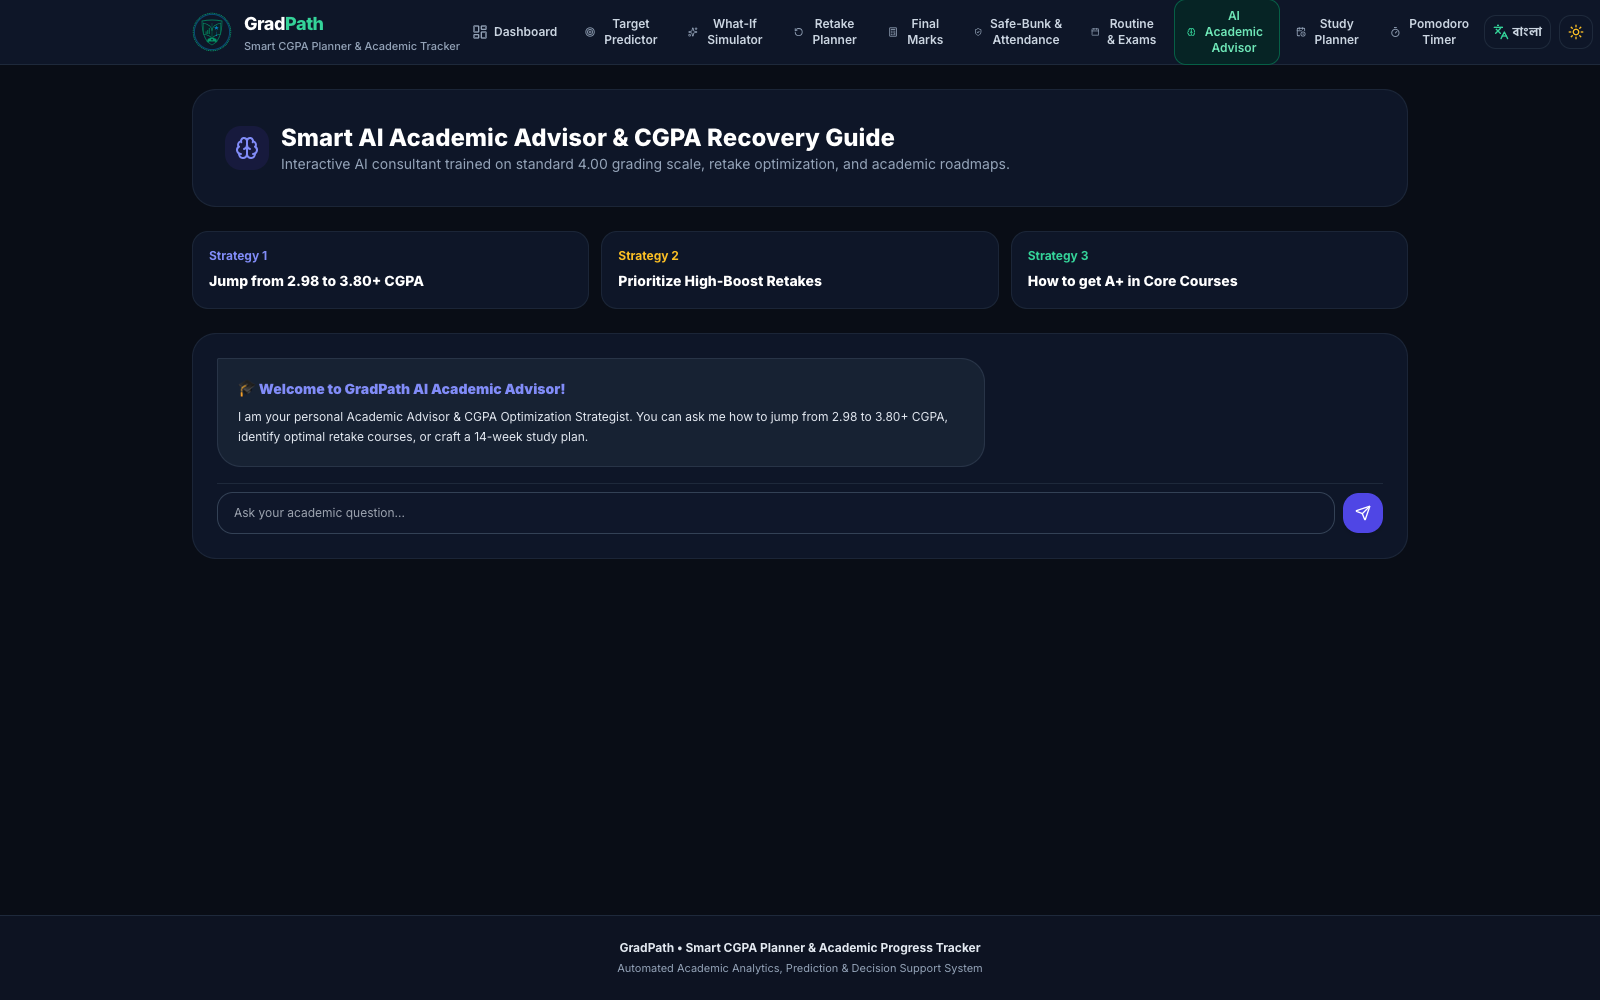 GradPath
Smart CGPA Planner & Academic Tracker
Dashboard
Target
Predictor
What-If
Simulator
Retake
Planner
Final
Marks
Safe-Bunk &
Attendance
Routine
& Exams
AI
Academic
Advisor
Study
Planner
Pomodoro
Timer
বাংলা
Smart AI Academic Advisor & CGPA Recovery Guide
Interactive AI consultant trained on standard 4.00 grading scale, retake optimization, and academic roadmaps.
Strategy 1
Jump from 2.98 to 3.80+ CGPA
Strategy 2
Prioritize High-Boost Retakes
Strategy 3
How to get A+ in Core Courses
🎓 Welcome to GradPath AI Academic Advisor!
I am your personal Academic Advisor & CGPA Optimization Strategist. You can ask me how to jump from 2.98 to 3.80+ CGPA,
identify optimal retake courses, or craft a 14-week study plan.
Ask your academic question...
GradPath • Smart CGPA Planner & Academic Progress Tracker
Automated Academic Analytics, Prediction & Decision Support System